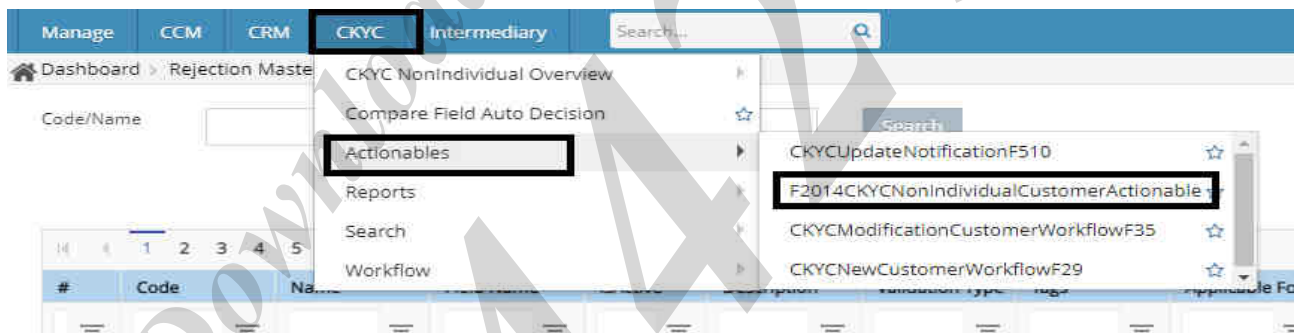 Manage CCM CRM CKYC Intermediary Search...
Dashboard > Rejection Maste
CKYC NonIndividual Overview
Code/Name
Compare Field Auto Decision
Search
Actionables
CKYCUpdateNotificationF510
Reports
F2014CKYCNonIndividualCustomerActionable
Search
CKYCModificationCustomerWorkflowF35
1 2 3 4 5
Workflow
CKYCNewCustomerWorkflowF29
# Code
Applicable Fo